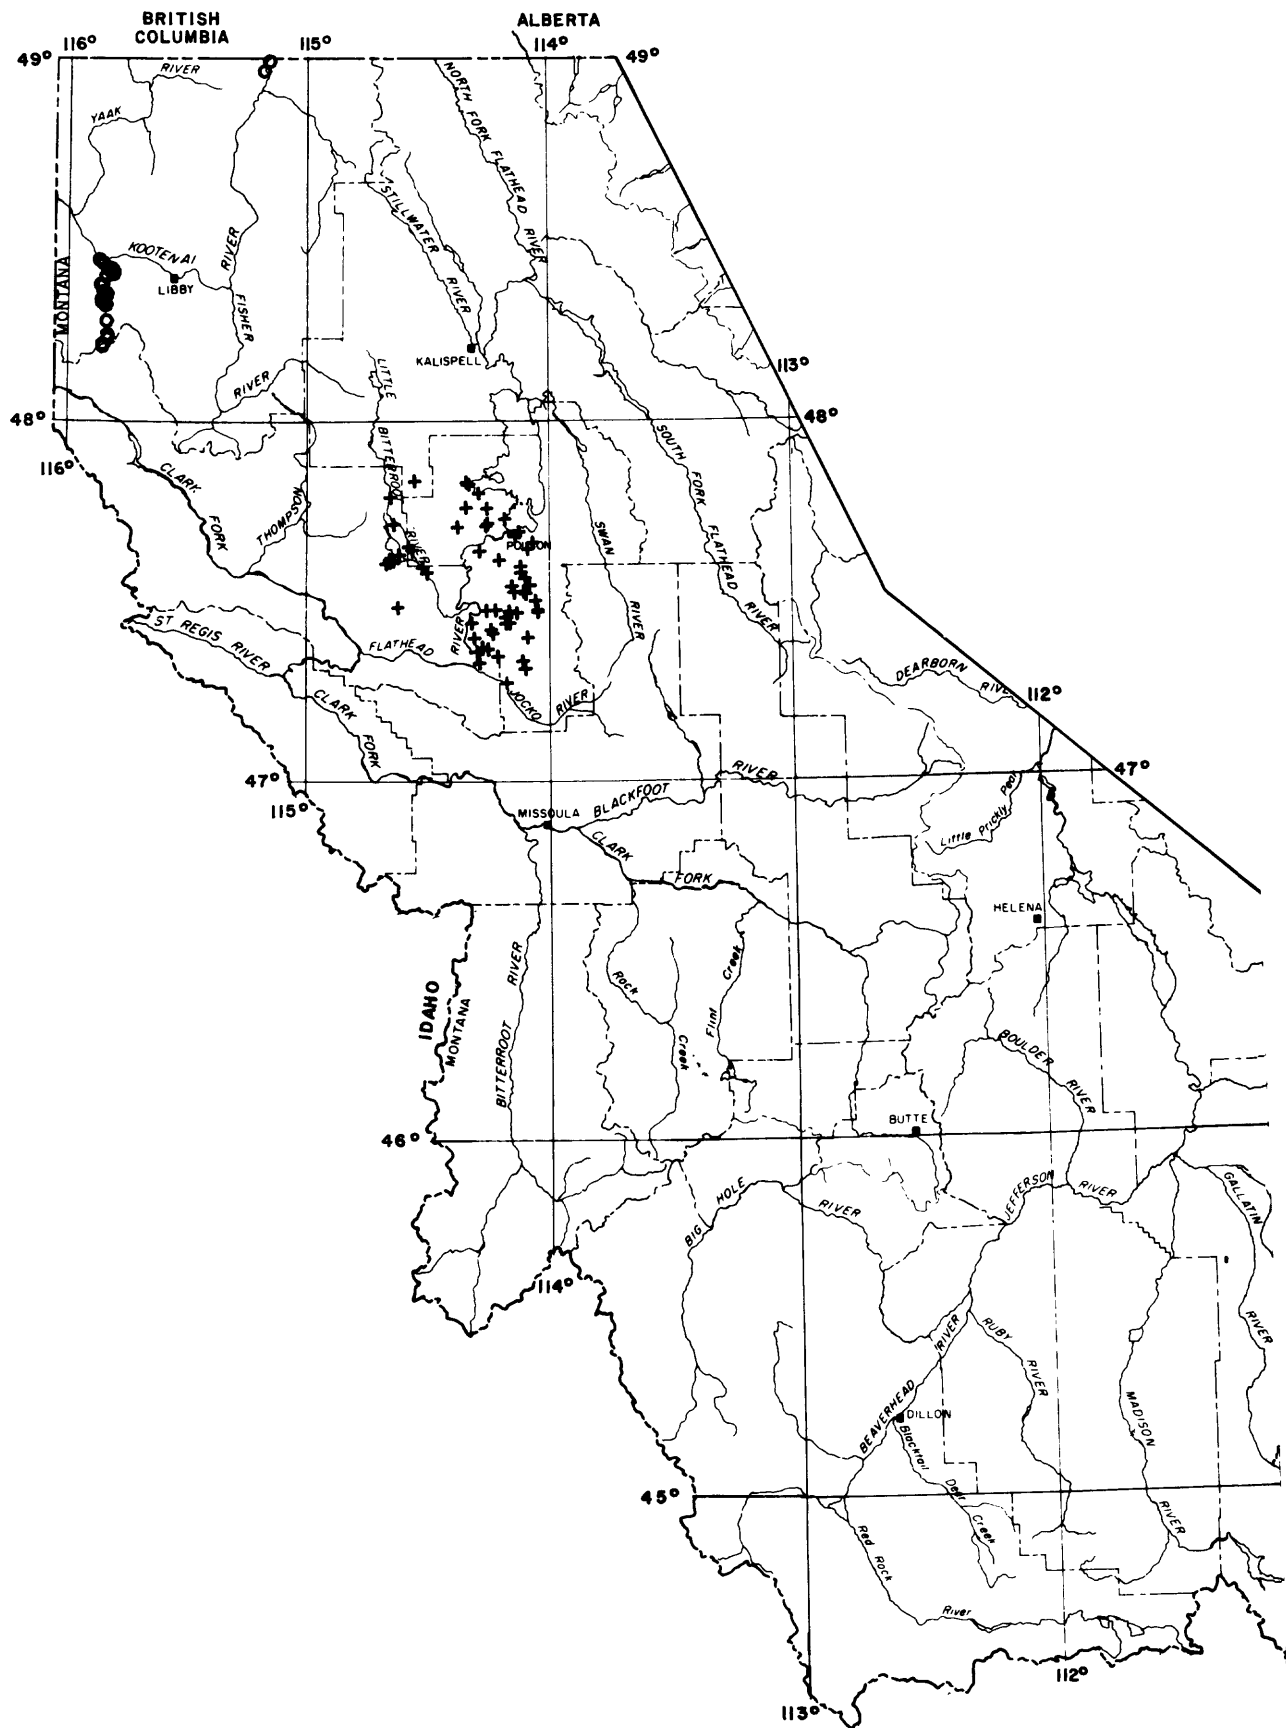 BRITISH
COLUMBIA
ALBERTA
116°
115°
114°
49°
49°
RIVER
YAAK
NORTH FORK FLATHEAD RIVER
STILLWATER RIVER
KOOTENAI
RIVER
FISHER
LIBBY
MONTANA
KALISPELL
113°
RIVER
LITTLE BITTERROOT RIVER
48°
48°
116°
CLARK FORK
THOMPSON
SOUTH FORK FLATHEAD RIVER
SWAN RIVER
POLSON
ST REGIS RIVER
FLATHEAD RIVER
JOCKO RIVER
DEARBORN RIVER
112°
CLARK FORK
47°
47°
115°
RIVER
BLACKFOOT
MISSOULA
Little Prickly Pear
CLARK FORK
HELENA
IDAHO
MONTANA
BITTERROOT RIVER
Rock Creek
Flint Creek
BOULDER RIVER
BUTTE
46°
BIG HOLE RIVER
JEFFERSON RIVER
GALLATIN RIVER
114°
RIVER
RUBY RIVER
BEAVERHEAD
DILLON
MADISON RIVER
Blacktail Deer Creek
45°
Red Rock River
112°
113°